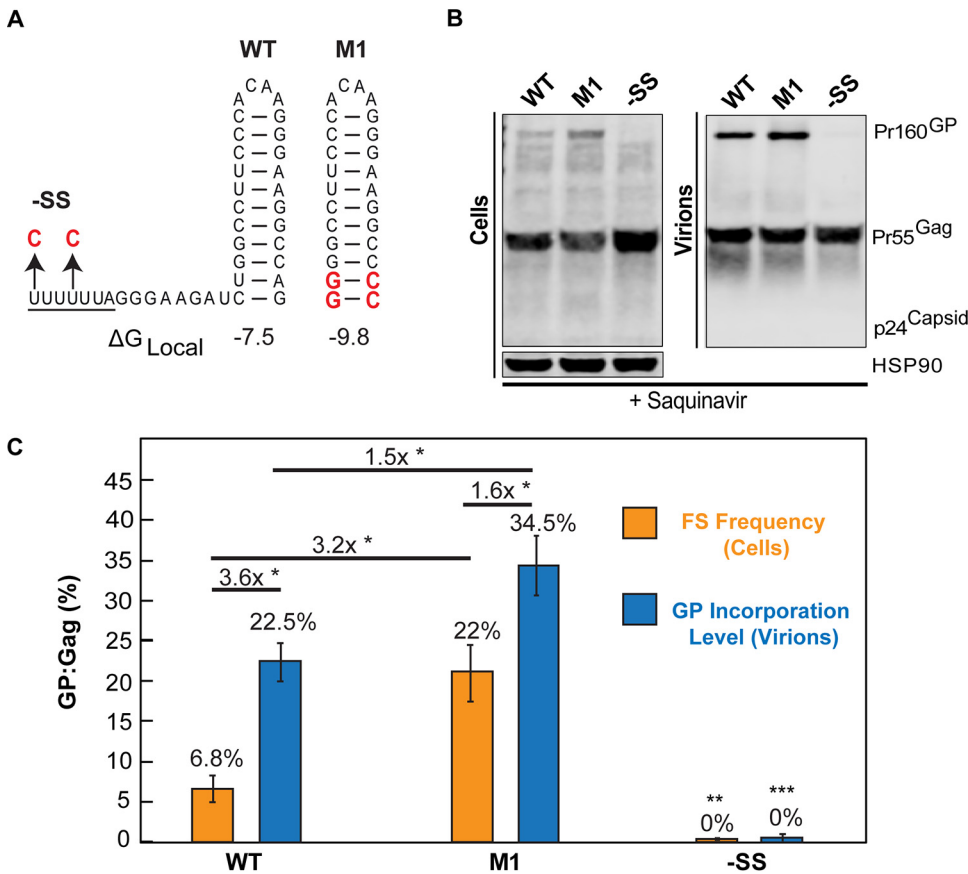 A
WT M1
C A
A A
C – G
C – G
C – G
U – A
U – A
C – G
C – G
G – C
G – C
U – A
C A
A A
C – G
C – G
C – G
U – A
U – A
C – G
C – G
G – C
G – C
G – C
G – C
-SS
C C
UUUUUUAGGGAAGAUC – G
ΔG Local -7.5 -9.8
B
WT M1 -SS
WT M1 -SS
Cells
Virions
Pr160GP
Pr55Gag
p24Capsid
HSP90
+ Saquinavir
C
GP:Gag (%)
45
40
35
30
25
20
15
10
5
0
1.5x *
1.6x *
34.5%
3.2x *
3.6x *
22.5%
22%
6.8%
** ***
0% 0%
FS Frequency
(Cells)
GP Incorporation
Level (Virions)
WT M1 -SS